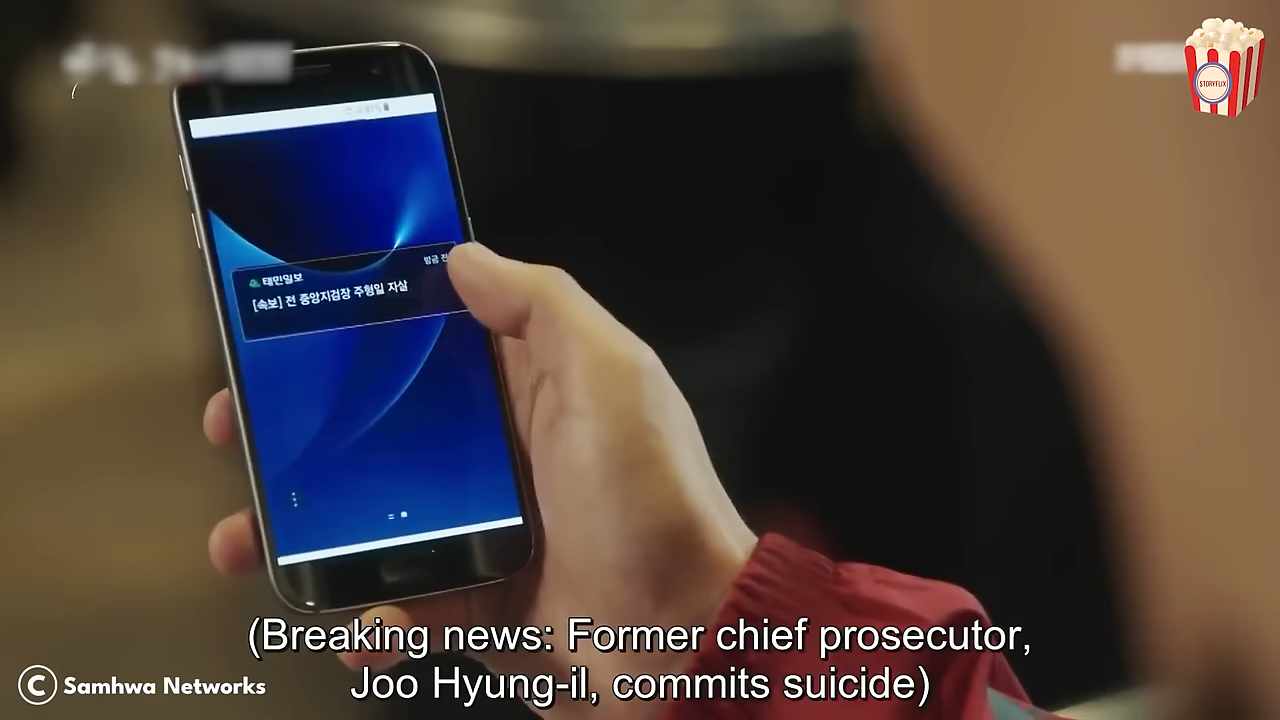 STORYFLIX
방금 전
태민일보
[속보] 전 중앙지검장 주형일 자살
(Breaking news: Former chief prosecutor,
Joo Hyung-il, commits suicide)
© Samhwa Networks